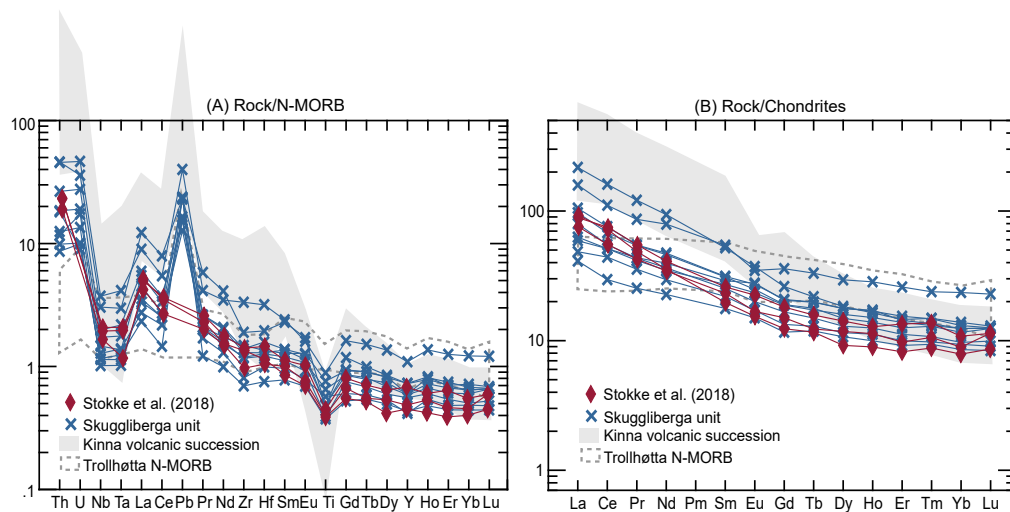 (A) Rock/N-MORB
100
10
1
.1
Th U Nb Ta La Ce Pb Pr Nd Zr Hf Sm Eu Ti Gd Tb Dy Y Ho Er Yb Lu
Stokke et al. (2018)
Skuggliberga unit
Kinna volcanic succession
Trollhøtta N-MORB
(B) Rock/Chondrites
100
10
1
La Ce Pr Nd Pm Sm Eu Gd Tb Dy Ho Er Tm Yb Lu
Stokke et al. (2018)
Skuggliberga unit
Kinna volcanic succession
Trollhøtta N-MORB